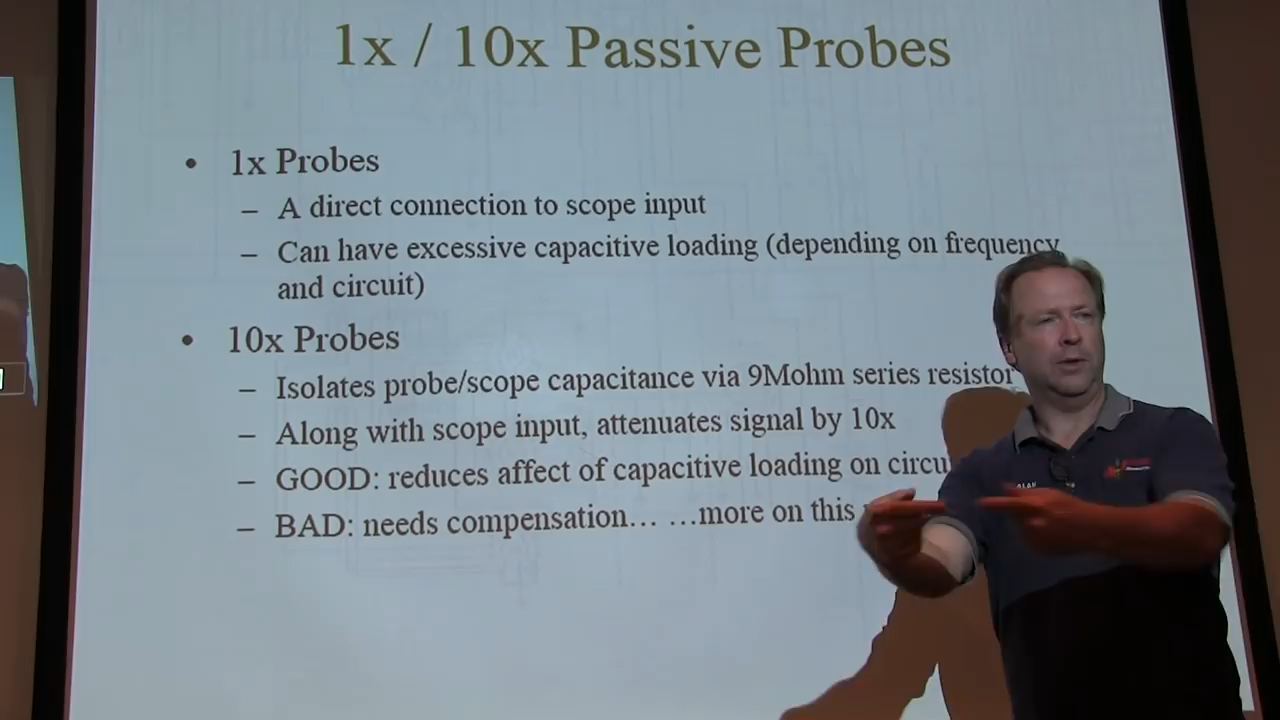 1x / 10x Passive Probes
• 1x Probes
– A direct connection to scope input
– Can have excessive capacitive loading (depending on frequency
and circuit)
• 10x Probes
– Isolates probe/scope capacitance via 9Mohm series resistor
– Along with scope input, attenuates signal by 10x
– GOOD: reduces affect of capacitive loading on circu
– BAD: needs compensation… …more on this
ALAN